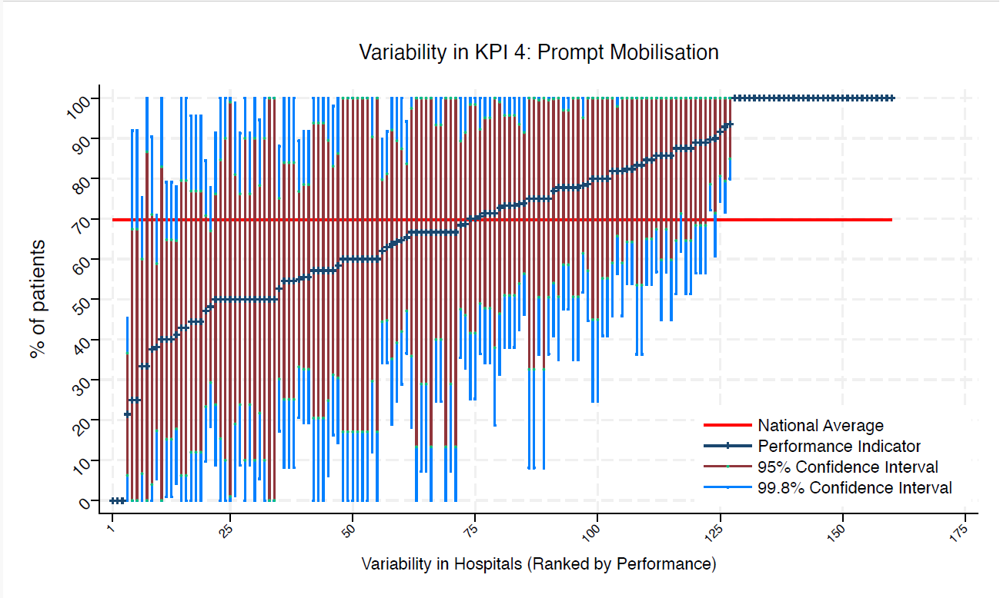 Variability in KPI 4: Prompt Mobilisation
100
90
80
70
60
50
40
30
20
10
0
% of patients
National Average
Performance Indicator
95% Confidence Interval
99.8% Confidence Interval
1
25
50
75
100
125
150
175
Variability in Hospitals (Ranked by Performance)